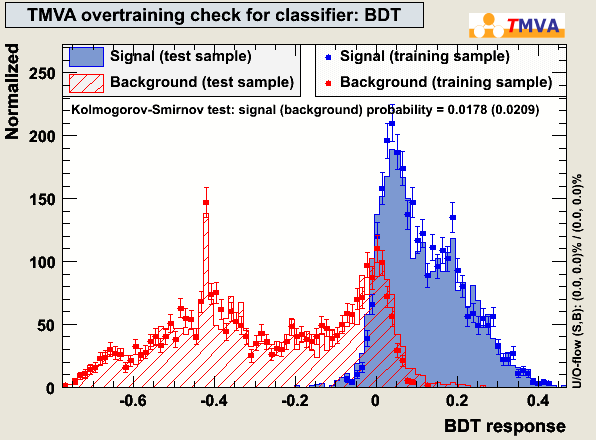 TMVA overtraining check for classifier: BDT
TMVA
Normalized
Signal (test sample)
Background (test sample)
Signal (training sample)
Background (training sample)
Kolmogorov-Smirnov test: signal (background) probability = 0.0178 (0.0209)
250
200
150
100
50
0
-0.6 -0.4 -0.2 0 0.2 0.4
BDT response
U/O-flow (S,B): (0.0, 0.0)% / (0.0, 0.0)%